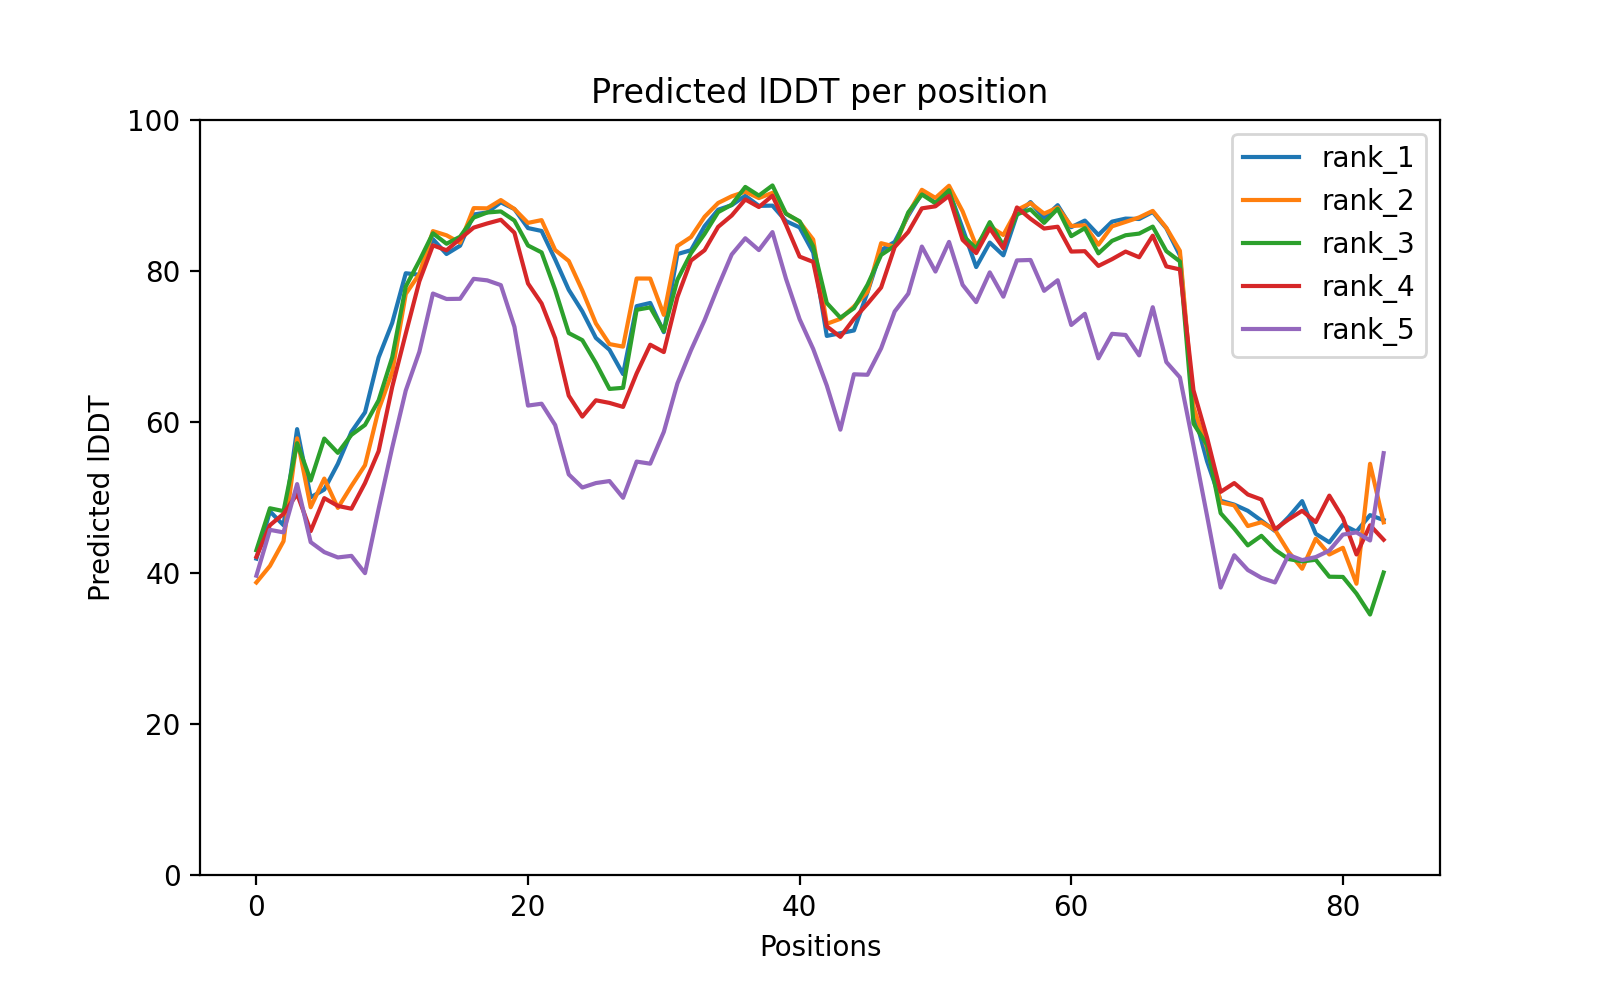 Predicted lDDT per position
100
80
60
40
20
0
Predicted lDDT
0 20 40 60 80
Positions
rank_1
rank_2
rank_3
rank_4
rank_5